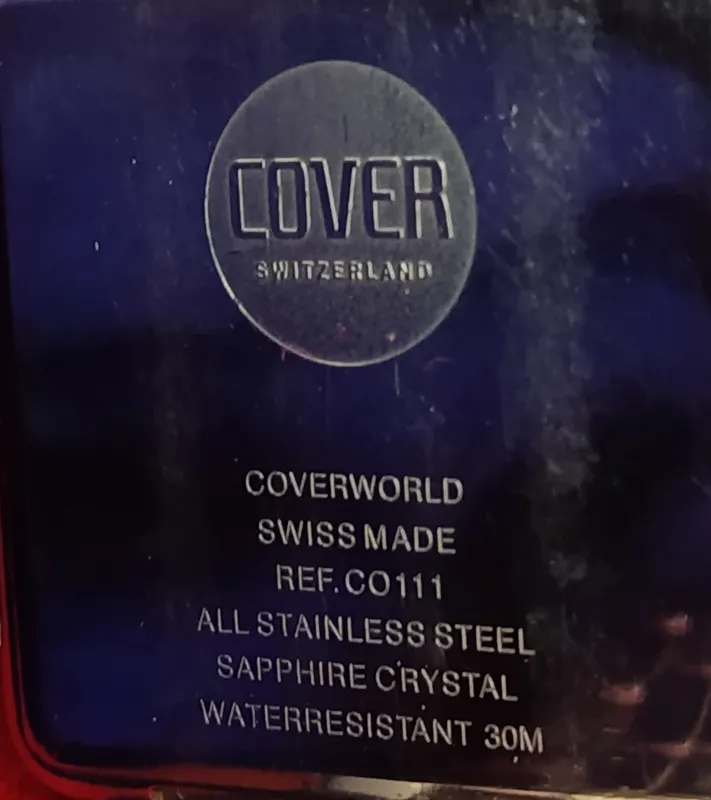 COVER
SWITZERLAND
COVERWORLD
SWISS MADE
REF.CO111
ALL STAINLESS STEEL
SAPPHIRE CRYSTAL
WATERRESISTANT 30M